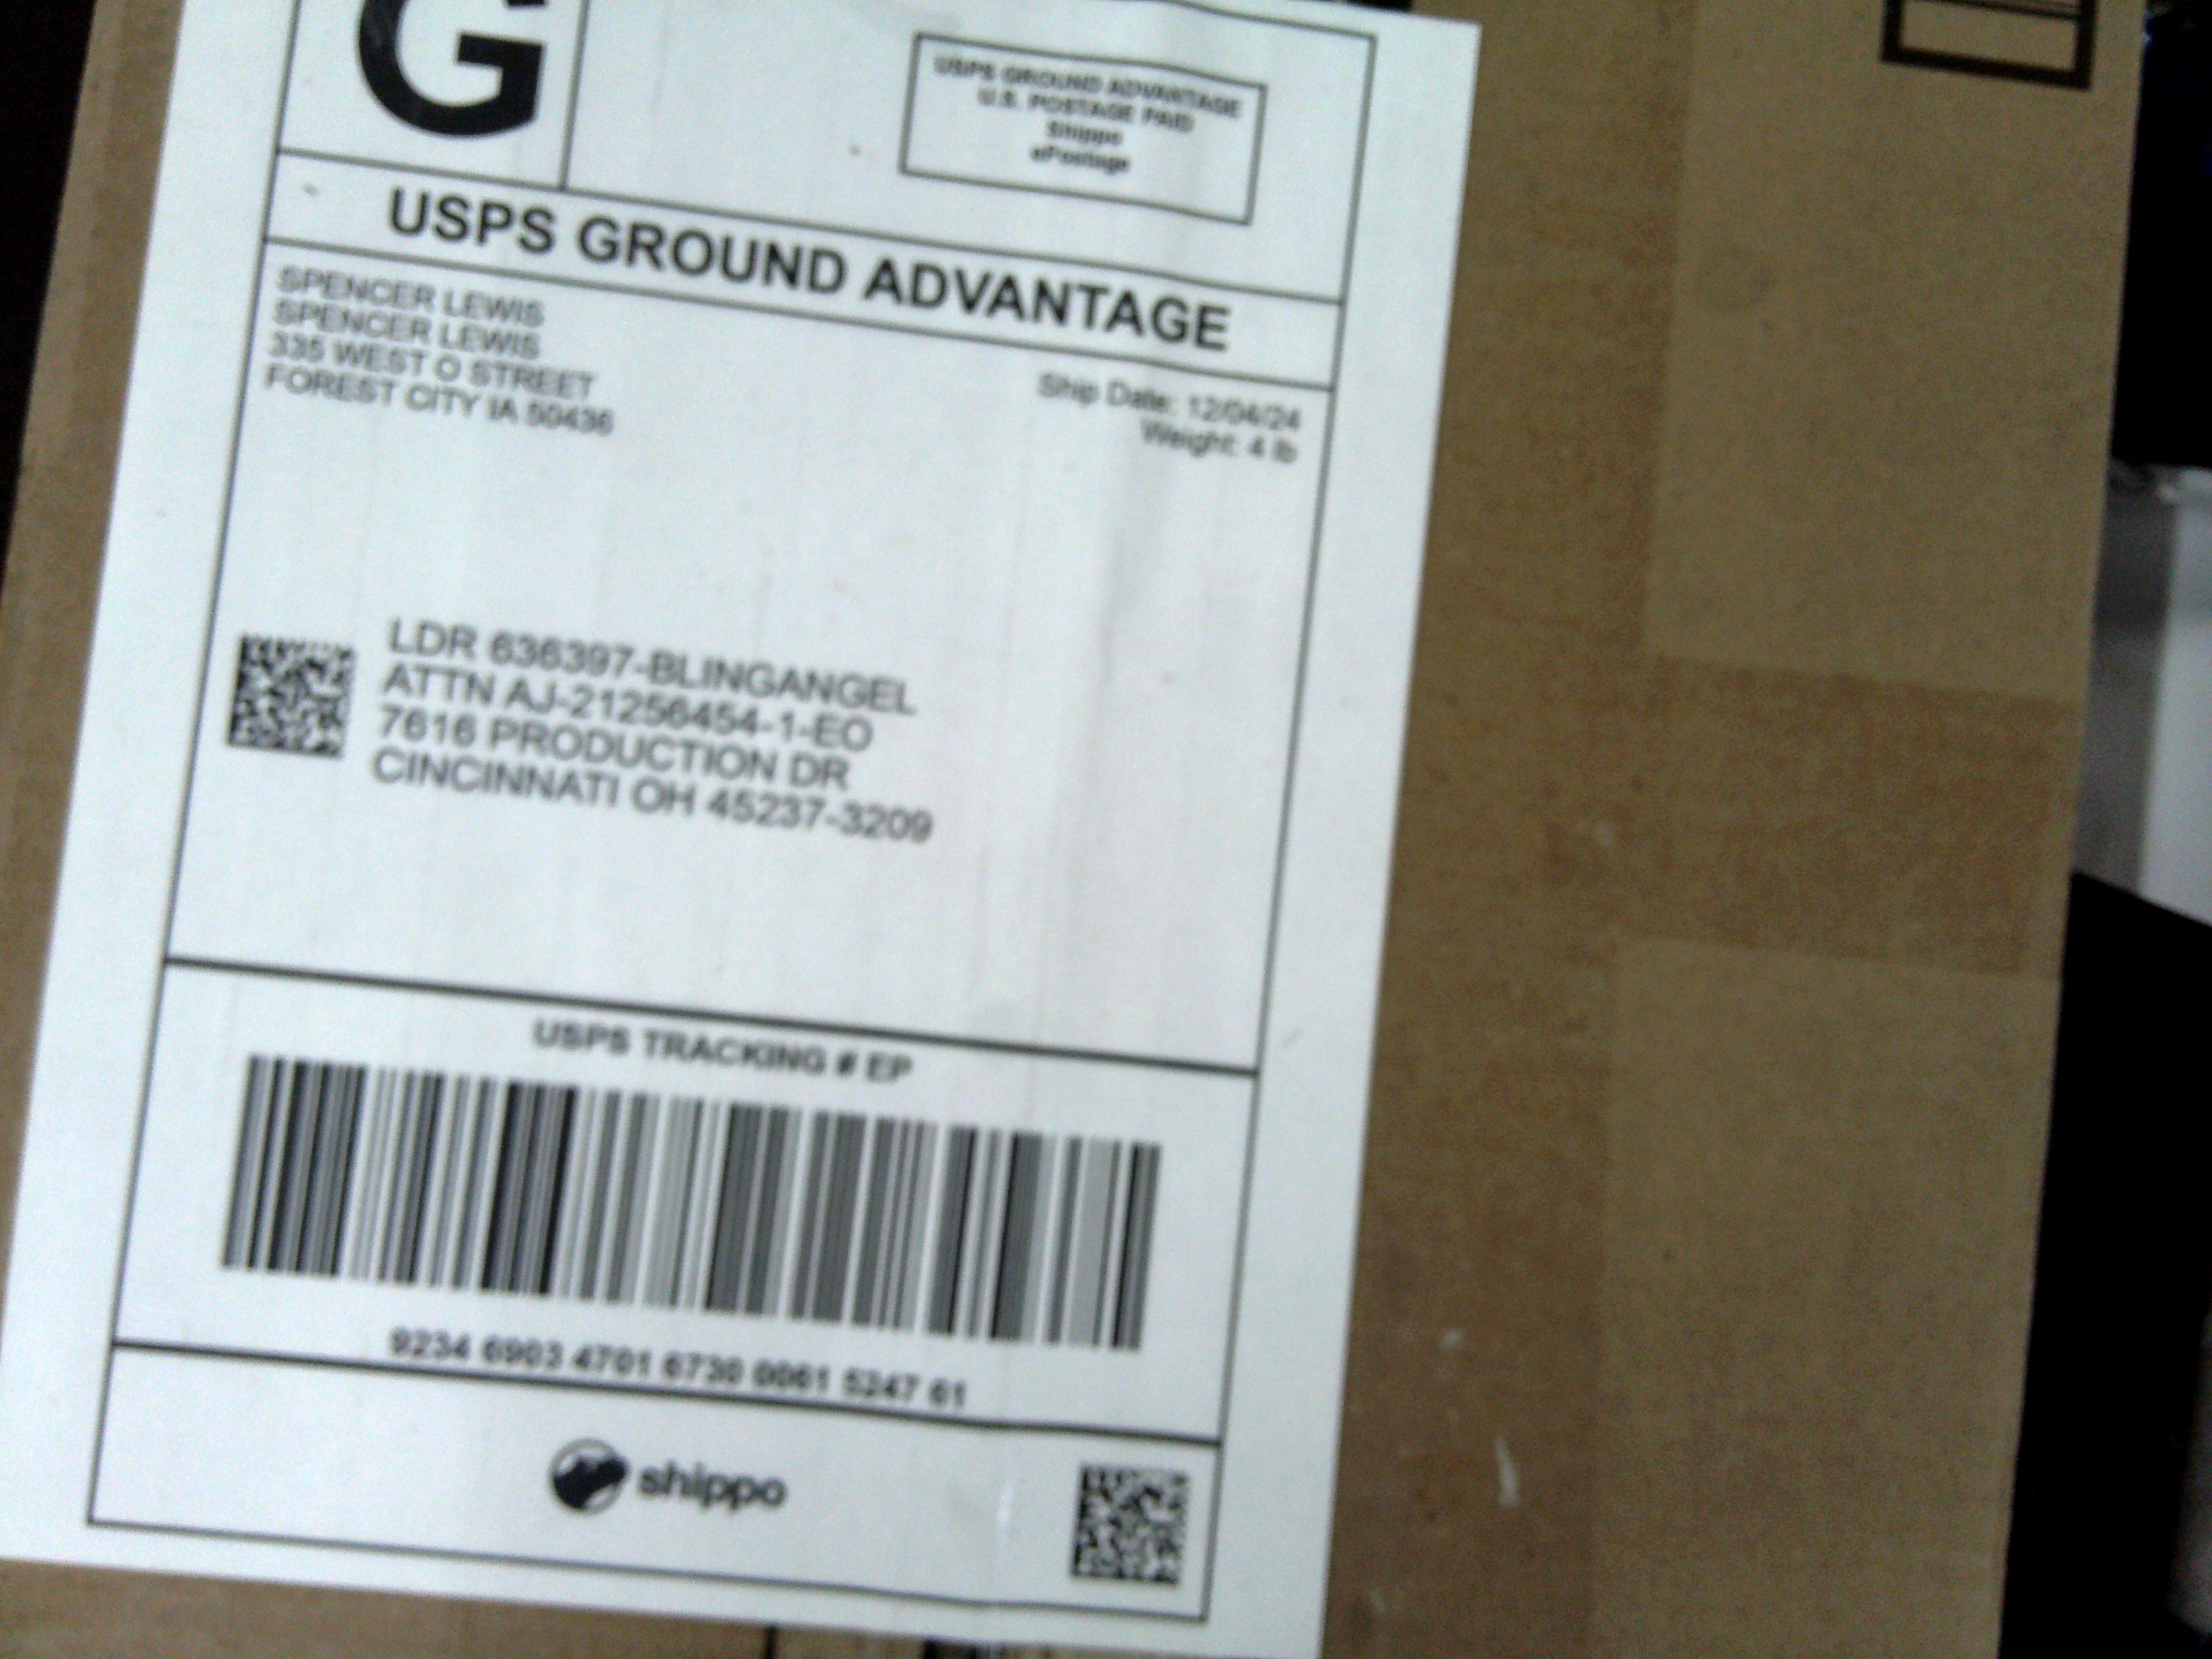 G
USPS GROUND ADVANTAGE
U.S. POSTAGE PAID
Shippo
ePostage
USPS GROUND ADVANTAGE
SPENCER LEWIS
SPENCER LEWIS
335 WEST O STREET
FOREST CITY IA 50436
Ship Date: 12/04/24
Weight: 4 lb
LDR 636397-BLINGANGEL
ATTN AJ-21256454-1-EO
7616 PRODUCTION DR
CINCINNATI OH 45237-3209
USPS TRACKING # EP
9234 6903 4701 6730 0061 5247 61
shippo